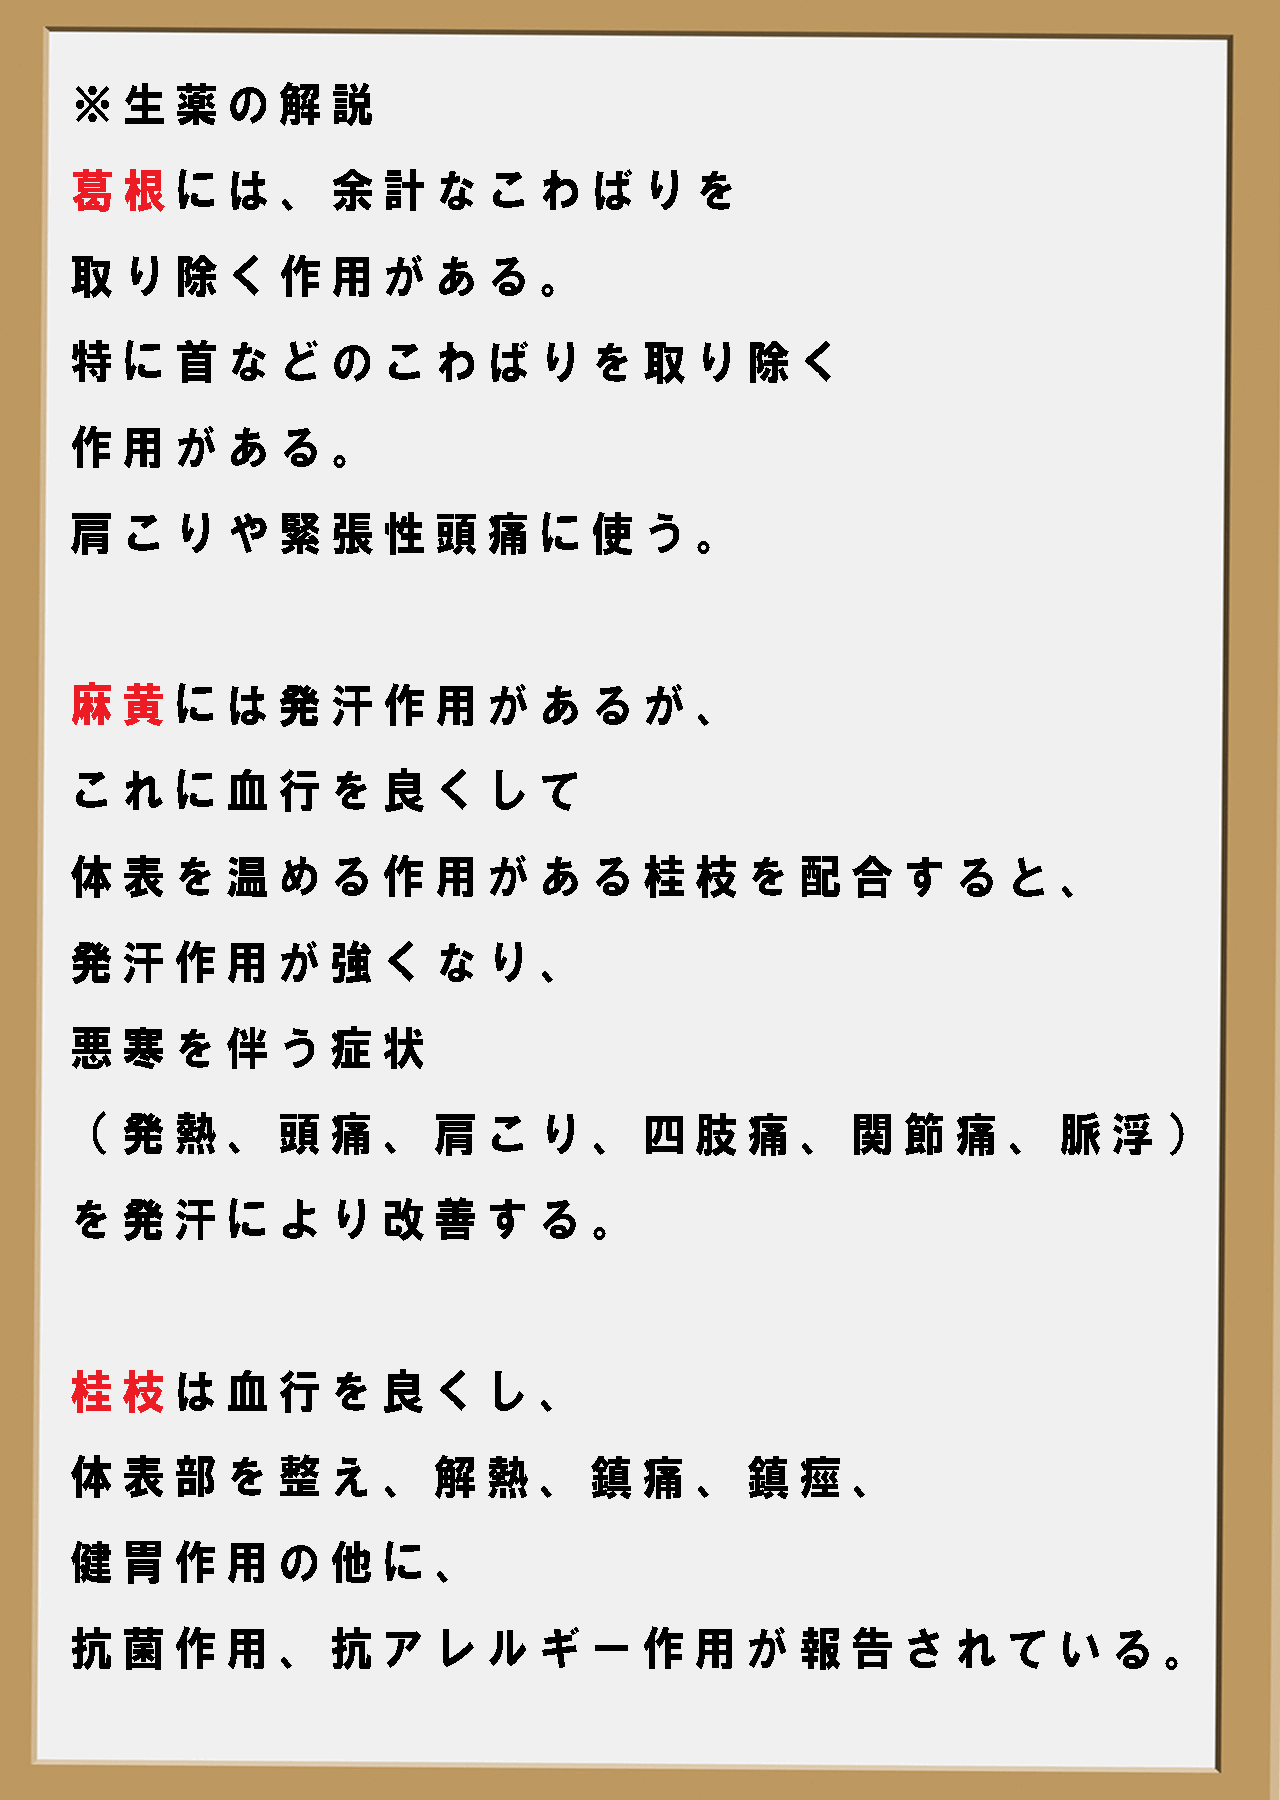 ※生薬の解説
葛根には、余計なこわばりを
取り除く作用がある。
特に首などのこわばりを取り除く
作用がある。
肩こりや緊張性頭痛に使う。
麻黄には発汗作用があるが、
これに血行を良くして
体表を温める作用がある桂枝を配合すると、
発汗作用が強くなり、
悪寒を伴う症状
（発熱、頭痛、肩こり、四肢痛、関節痛、脈浮）
を発汗により改善する。
桂枝は血行を良くし、
体表部を整え、解熱、鎮痛、鎮痙、
健胃作用の他に、
抗菌作用、抗アレルギー作用が報告されている。